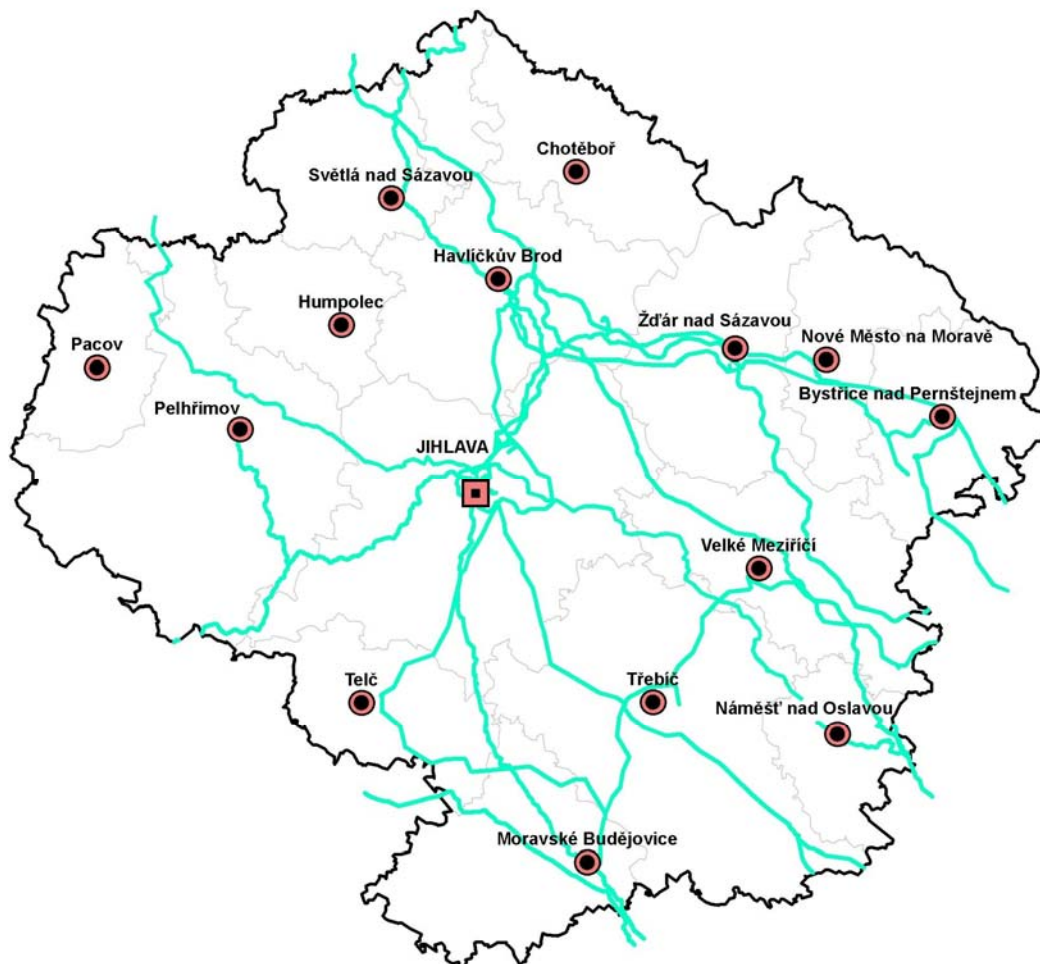 Chotěboř
Světlá nad Sázavou
Havlíčkův Brod
Humpolec
Žďár nad Sázavou
Nové Město na Moravě
Pacov
Bystřice nad Pernštejnem
Pelhřimov
JIHLAVA
Velké Meziříčí
Telč
Třebíč
Náměšť nad Oslavou
Moravské Budějovice